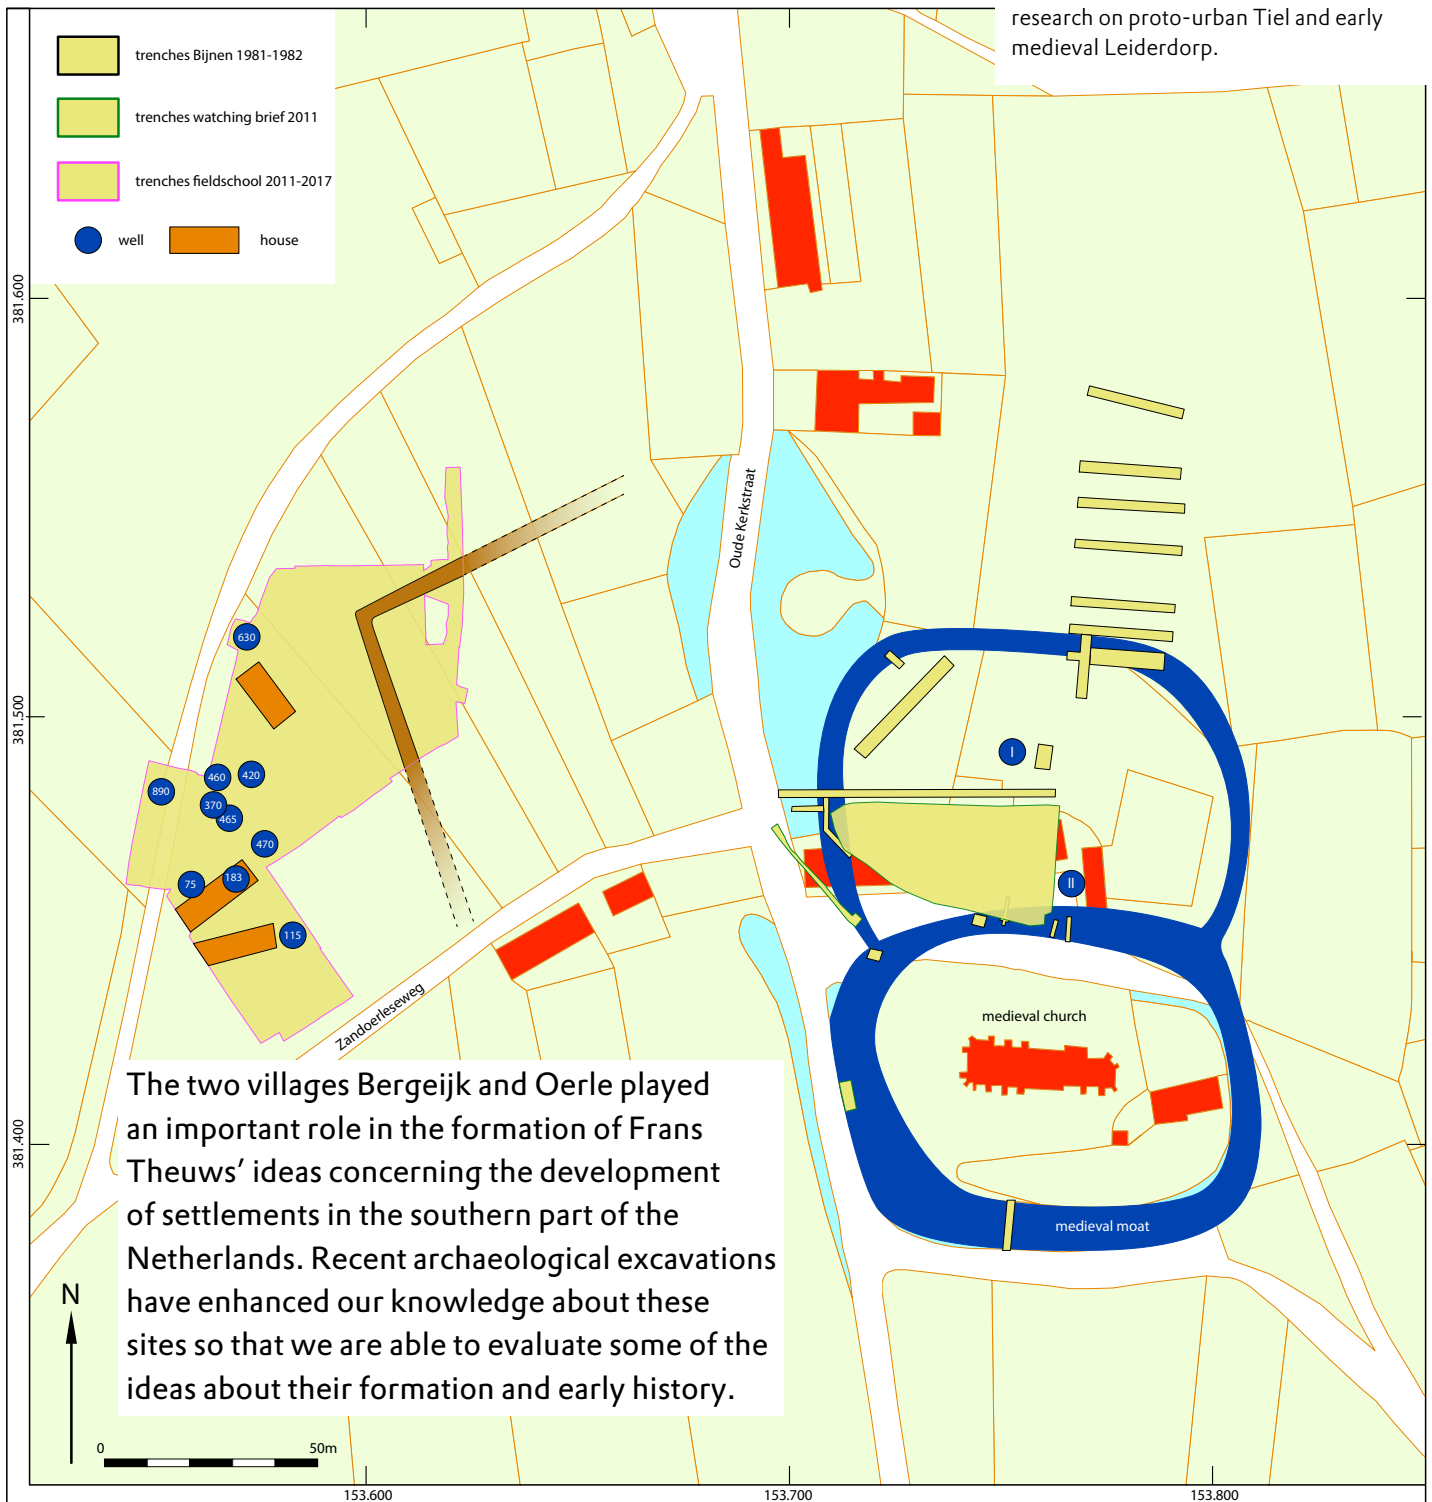 research on proto-urban Tiel and early
medieval Leiderdorp.
trenches Bijnen 1981-1982
trenches watching brief 2011
trenches fieldschool 2011-2017
well
house
381.600
381.500
381.400
Oude Kerkstraat
630
460
420
890
370
465
470
75
183
115
I
II
Zandoerleseweg
medieval church
medieval moat
The two villages Bergeijk and Oerle played
an important role in the formation of Frans
Theuws’ ideas concerning the development
of settlements in the southern part of the
Netherlands. Recent archaeological excavations
have enhanced our knowledge about these
sites so that we are able to evaluate some of the
ideas about their formation and early history.
N
0 50m
153.600
153.700
153.800